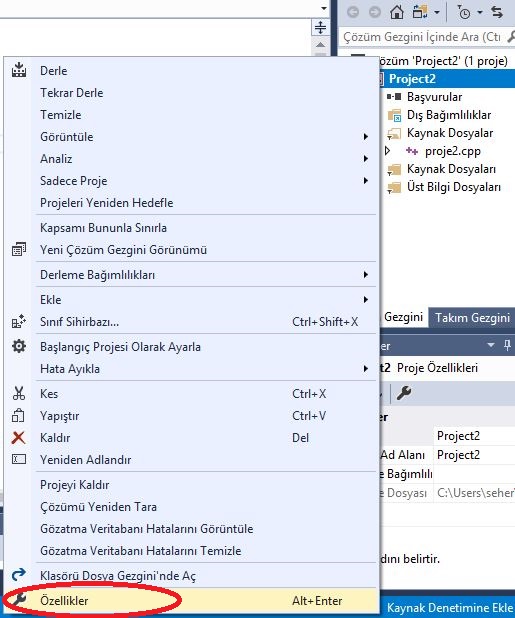 Çözüm Gezgini İçinde Ara (Ctrl
özüm 'Project2' (1 proje)
Project2
Başvurular
Dış Bağımlılıklar
Kaynak Dosyalar
proje2.cpp
Kaynak Dosyaları
Üst Bilgi Dosyaları
Derle
Tekrar Derle
Temizle
Görüntüle
Analiz
Sadece Proje
Projeleri Yeniden Hedefle
Kapsamı Bununla Sınırla
Yeni Çözüm Gezgini Görünümü
Derleme Bağımlılıkları
Ekle
Sınıf Sihirbazı... Ctrl+Shift+X
Başlangıç Projesi Olarak Ayarla
Hata Ayıkla
Kes Ctrl+X
Yapıştır Ctrl+V
Kaldır Del
Yeniden Adlandır
Projeyi Kaldır
Çözümü Yeniden Tara
Gözatma Veritabanı Hatalarını Görüntüle
Gözatma Veritabanı Hatalarını Temizle
Klasörü Dosya Gezgini'nde Aç
Özellikler Alt+Enter
Gezgini Takım Gezgini
ler
t2 Proje Özellikleri
er
Project2
Ad Alanı Project2
e Bağımlılı
e Dosyası C:\Users\seher
dını belirtir.
Kaynak Denetimine Ekle